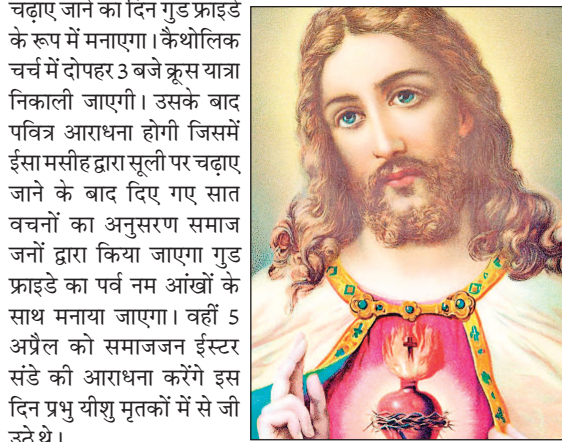 चढ़ाए जाने का दिन गुड फ्राइडे
के रूप में मनाएगा। कैथोलिक
चर्च में दोपहर 3 बजे क्रूस यात्रा
निकाली जाएगी। उसके बाद
पवित्र आराधना होगी जिसमें
ईसा मसीह द्वारा सूली पर चढ़ाए
जाने के बाद दिए गए सात
वचनों का अनुसरण समाज
जनों द्वारा किया जाएगा गुड
फ्राइडे का पर्व नम आंखों के
साथ मनाया जाएगा। वहीं 5
अप्रैल को समाजजन ईस्टर
संडे की आराधना करेंगे इस
दिन प्रभु यीशु मृतकों में से जी
उठे थे।